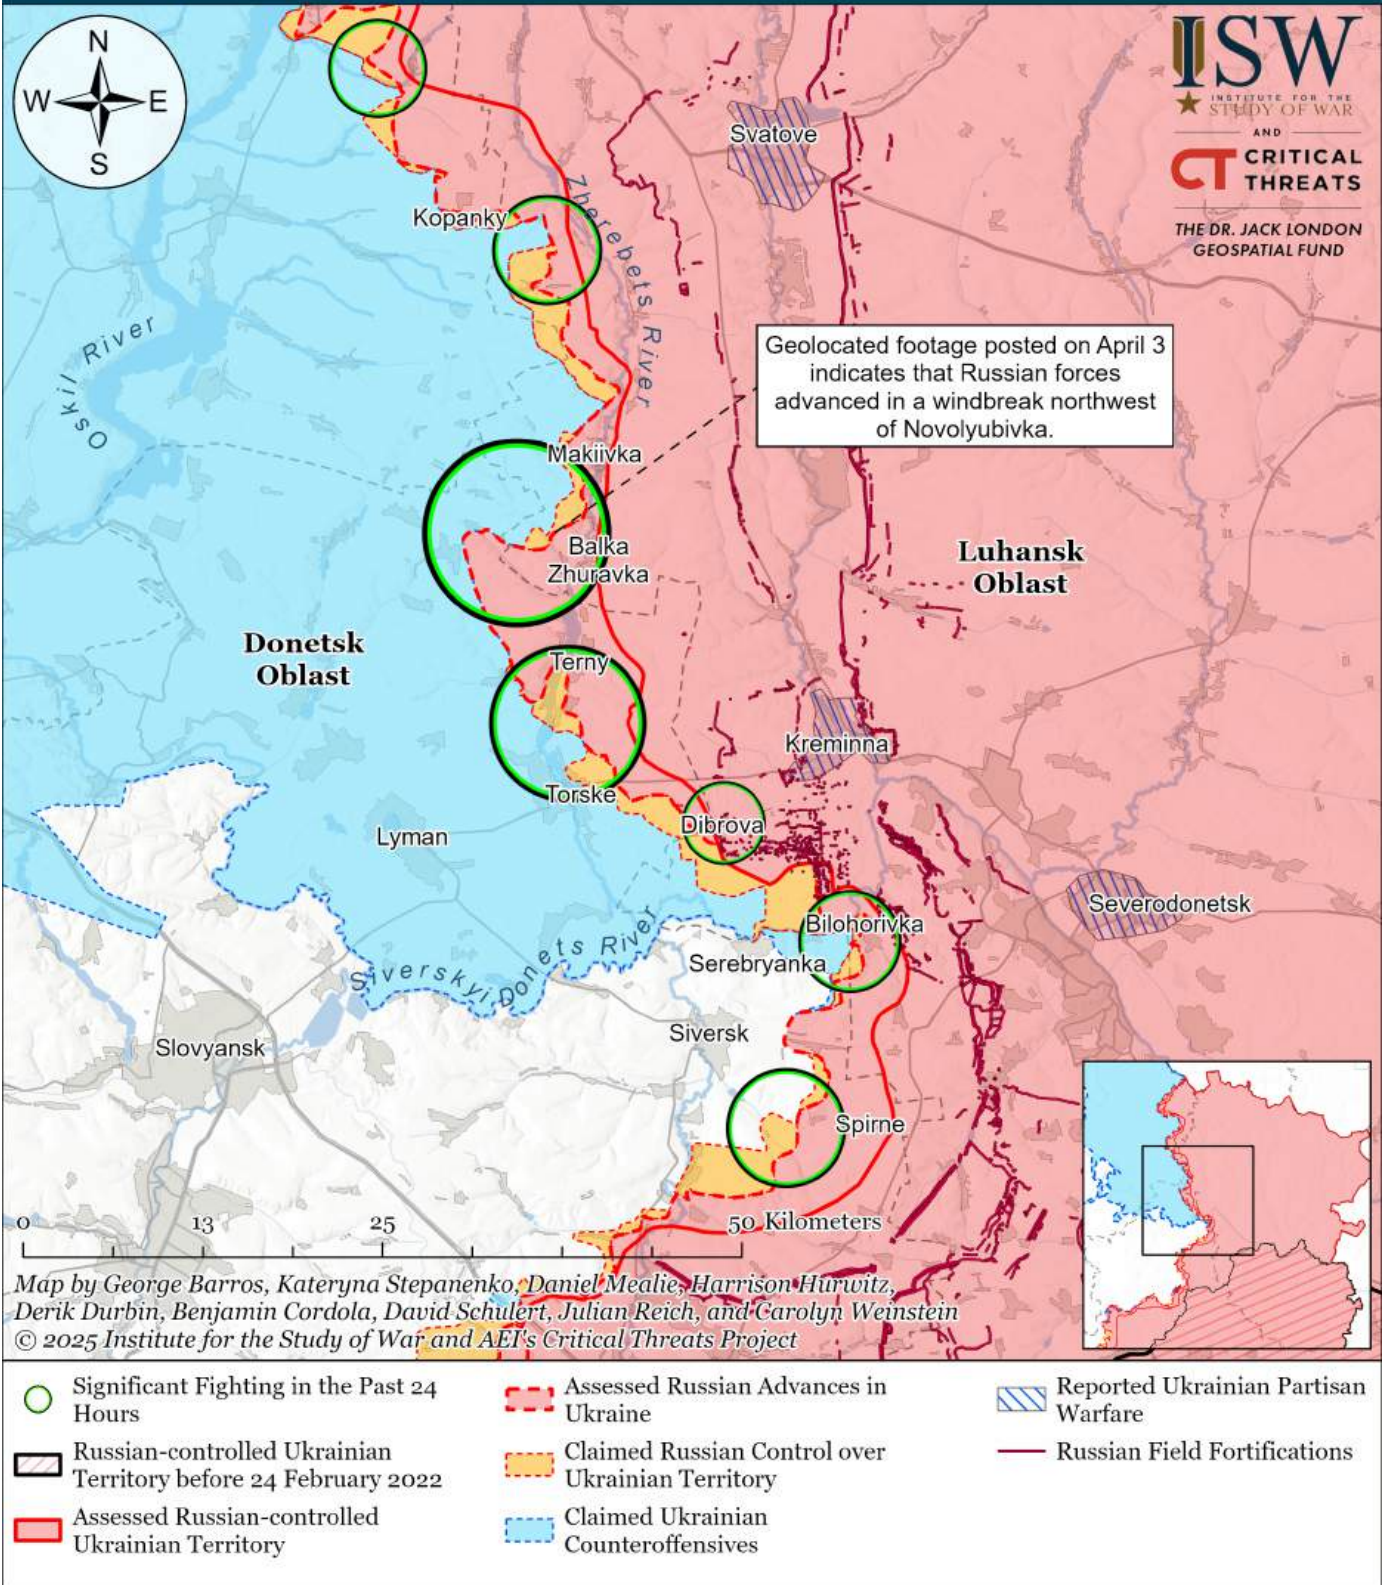 N
W
E
S
ISW
INSTITUTE FOR THE
STUDY OF WAR
AND
CT CRITICAL
THREATS
THE DR. JACK LONDON
GEOSPATIAL FUND
Svatove
Kopanky
Zherebets River
Oskil River
Geolocated footage posted on April 3
indicates that Russian forces
advanced in a windbreak northwest
of Novolyubivka.
Makiivka
Balka
Zhuravka
Luhansk
Oblast
Donetsk
Oblast
Terny
Kreminna
Torske
Dibrova
Lyman
Severodonetsk
Bilohorivka
Serebryanka
Siverskyi Donets River
Siversk
Slovyansk
Spirne
0 13 25 50 Kilometers
Map by George Barros, Kateryna Stepanenko, Daniel Mealie, Harrison Hurwitz,
Derik Durbin, Benjamin Cordola, David Schulert, Julian Reich, and Carolyn Weinstein
© 2025 Institute for the Study of War and AEI's Critical Threats Project
Significant Fighting in the Past 24
Hours
Russian-controlled Ukrainian
Territory before 24 February 2022
Assessed Russian-controlled
Ukrainian Territory
Assessed Russian Advances in
Ukraine
Claimed Russian Control over
Ukrainian Territory
Claimed Ukrainian
Counteroffensives
Reported Ukrainian Partisan
Warfare
Russian Field Fortifications